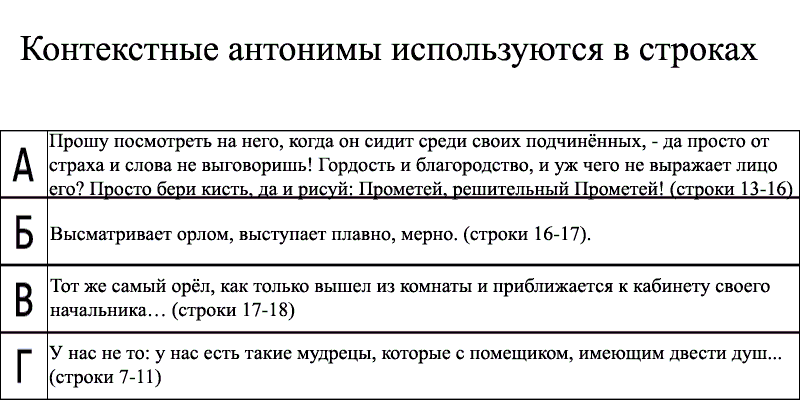 Контекстные антонимы используются в строках
А
Прошу посмотреть на него, когда он сидит среди своих подчинённых, - да просто от
страха и слова не выговоришь! Гордость и благородство, и уж чего не выражает лицо
его? Просто бери кисть, да и рисуй: Прометей, решительный Прометей! (строки 13-16)
Б
Высматривает орлом, выступает плавно, мерно. (строки 16-17).
В
Тот же самый орёл, как только вышел из комнаты и приближается к кабинету своего
начальника… (строки 17-18)
Г
У нас не то: у нас есть такие мудрецы, которые с помещиком, имеющим двести душ...
(строки 7-11)